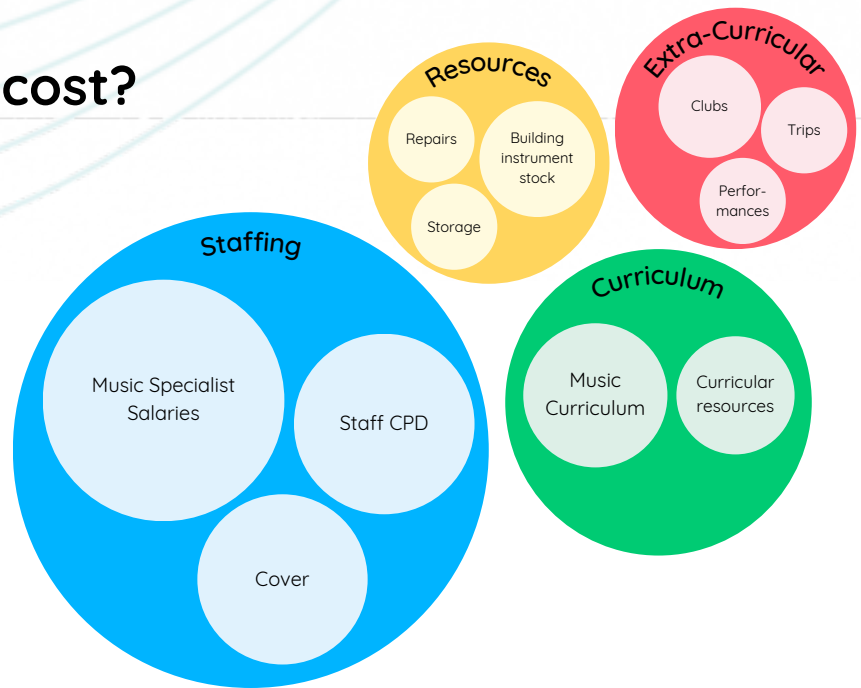 cost?
Resources
Repairs
Building
instrument
stock
Storage
Extra-Curricular
Clubs
Trips
Perfor-
mances
Staffing
Music Specialist
Salaries
Staff CPD
Cover
Curriculum
Music
Curriculum
Curricular
resources